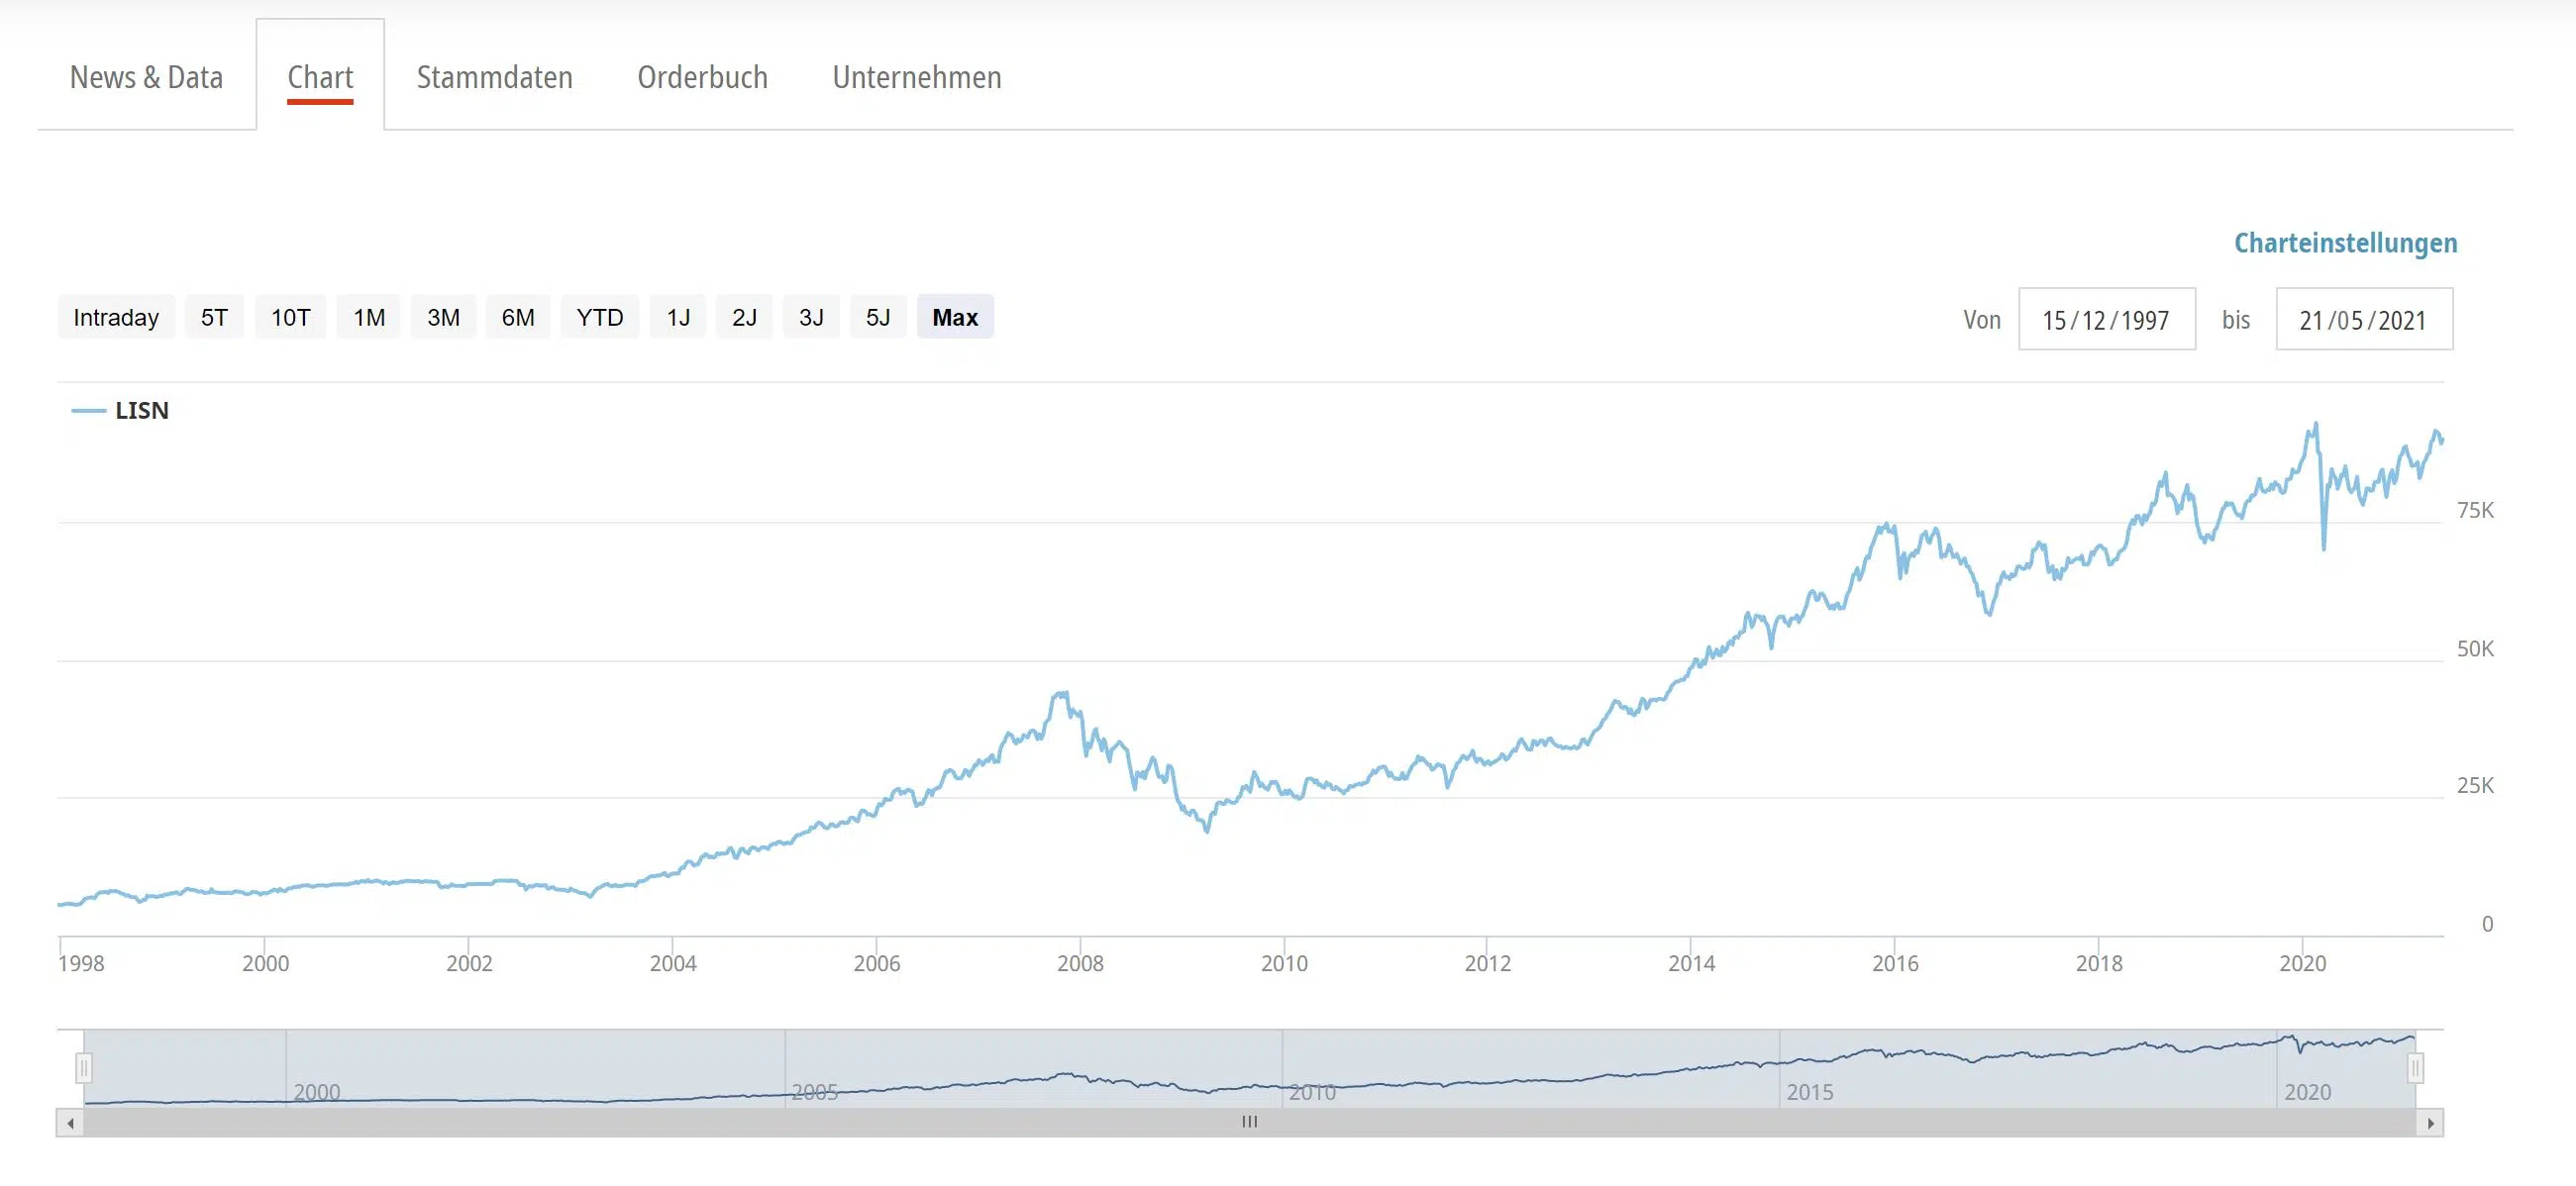 News & Data Chart Stammdaten Orderbuch Unternehmen
Charteinstellungen
Intraday 5T 10T 1M 3M 6M YTD 1J 2J 3J 5J Max Von 15/12/1997 bis 21/05/2021
LISN
75K
50K
25K
0
1998 2000 2002 2004 2006 2008 2010 2012 2014 2016 2018 2020
2000 2005 2010 2015 2020